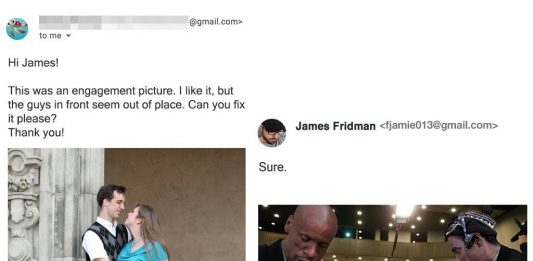 @gmail.com>
to me
Hi James!
This was an engagement picture. I like it, but
the guys in front seem out of place. Can you fix
it please?
Thank you!
James Fridman <fjamie013@gmail.com>
Sure.